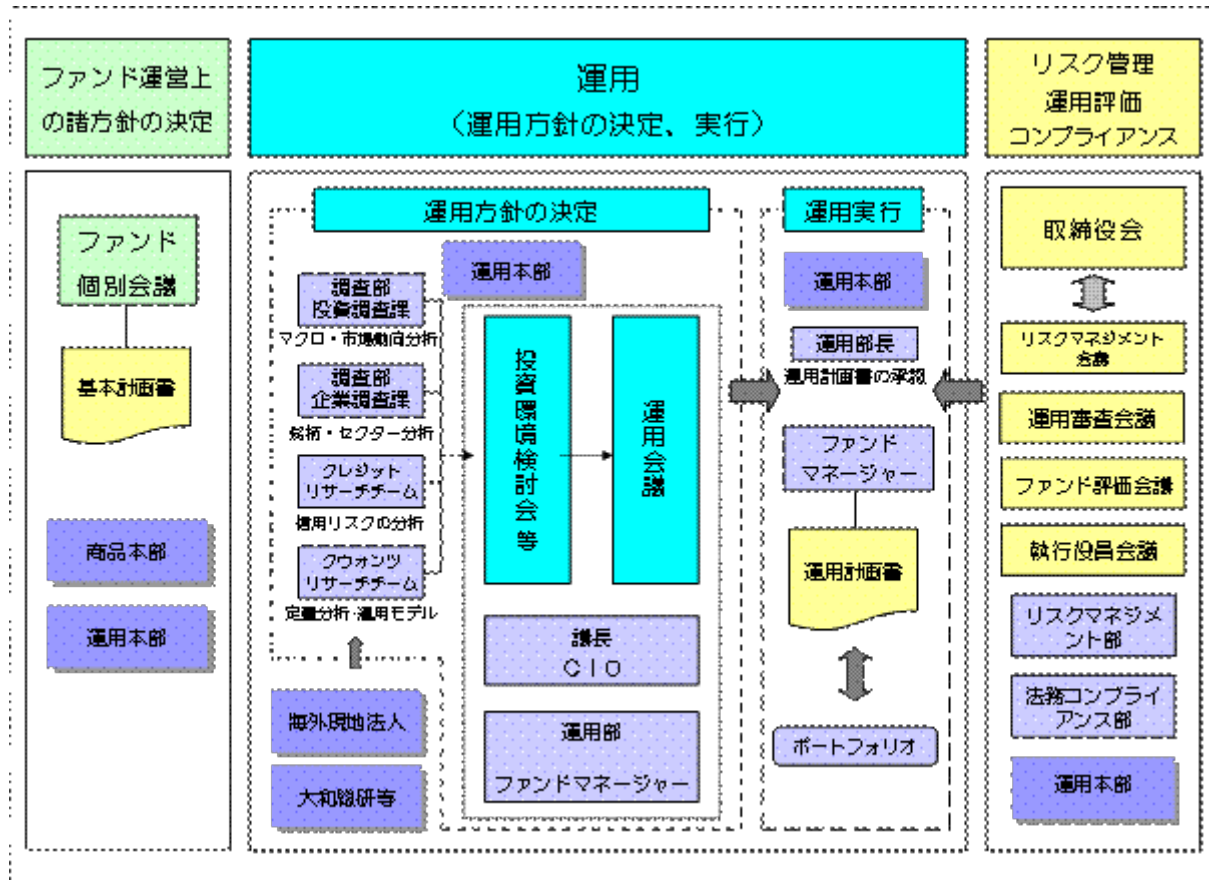 ファンド運営上
の諸方針の決定
運用
(運用方針の決定、実行)
リスク管理
運用評価
コンプライアンス
ファンド
個別会議
基本計画書
商品本部
運用本部
運用方針の決定
運用本部
調査部
投資調査課
マクロ・市場動向分析
調査部
企業調査課
銘柄・セクター分析
クレジット
リサーチチーム
信用リスクの分析
クウォンツ
リサーチチーム
定量分析・運用モデル
海外現地法人
大和総研等
投資環境検討会等
運用会議
議長
CIO
運用部
ファンドマネージャー
運用実行
運用本部
運用部長
運用計画書の承認
ファンド
マネージャー
運用計画書
ポートフォリオ
取締役会
リスクマネジメント
会議
運用審査会議
ファンド評価会議
執行役員会議
リスクマネジメ
ント部
法務コンプライ
アンス部
運用本部